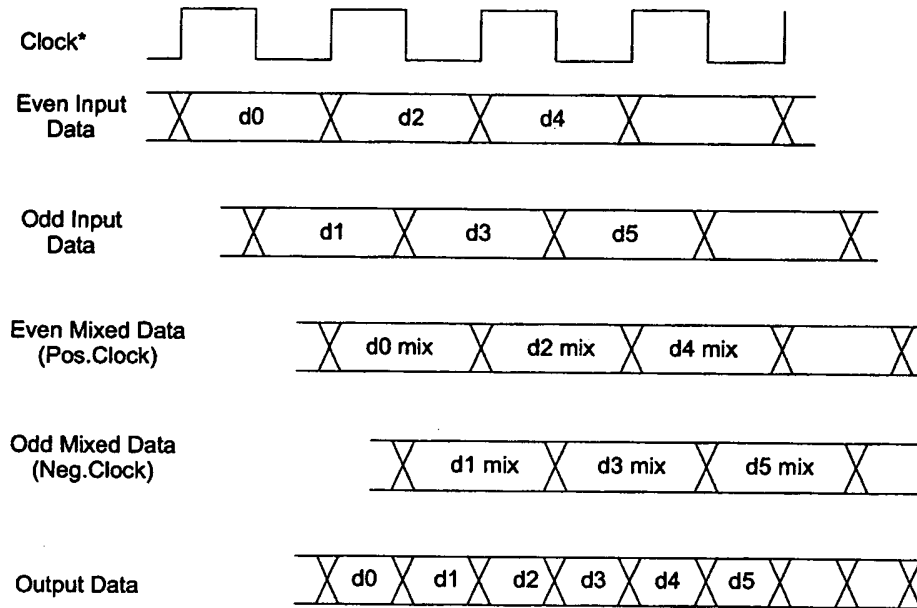 Clock*
Even Input
Data
d0 d2 d4
Odd Input
Data
d1 d3 d5
Even Mixed Data
(Pos.Clock)
d0 mix d2 mix d4 mix
Odd Mixed Data
(Neg.Clock)
d1 mix d3 mix d5 mix
Output Data
d0 d1 d2 d3 d4 d5